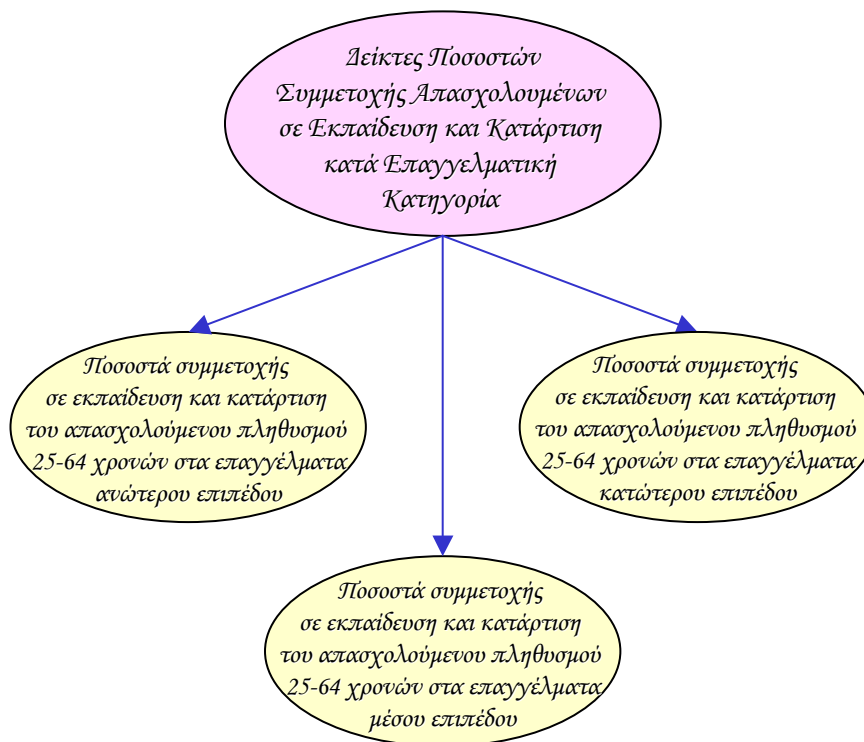 Δείκτες Ποσοστών
Συμμετοχής Απασχολουμένων
σε Εκπαίδευση και Κατάρτιση
κατά Επαγγελματική
Κατηγορία
Ποσοστά συμμετοχής
σε εκπαίδευση και κατάρτιση
του απασχολούμενου πληθυσμού
25-64 χρονών στα επαγγέλματα
ανώτερου επιπέδου
Ποσοστά συμμετοχής
σε εκπαίδευση και κατάρτιση
του απασχολούμενου πληθυσμού
25-64 χρονών στα επαγγέλματα
κατώτερου επιπέδου
Ποσοστά συμμετοχής
σε εκπαίδευση και κατάρτιση
του απασχολούμενου πληθυσμού
25-64 χρονών στα επαγγέλματα
μέσου επιπέδου